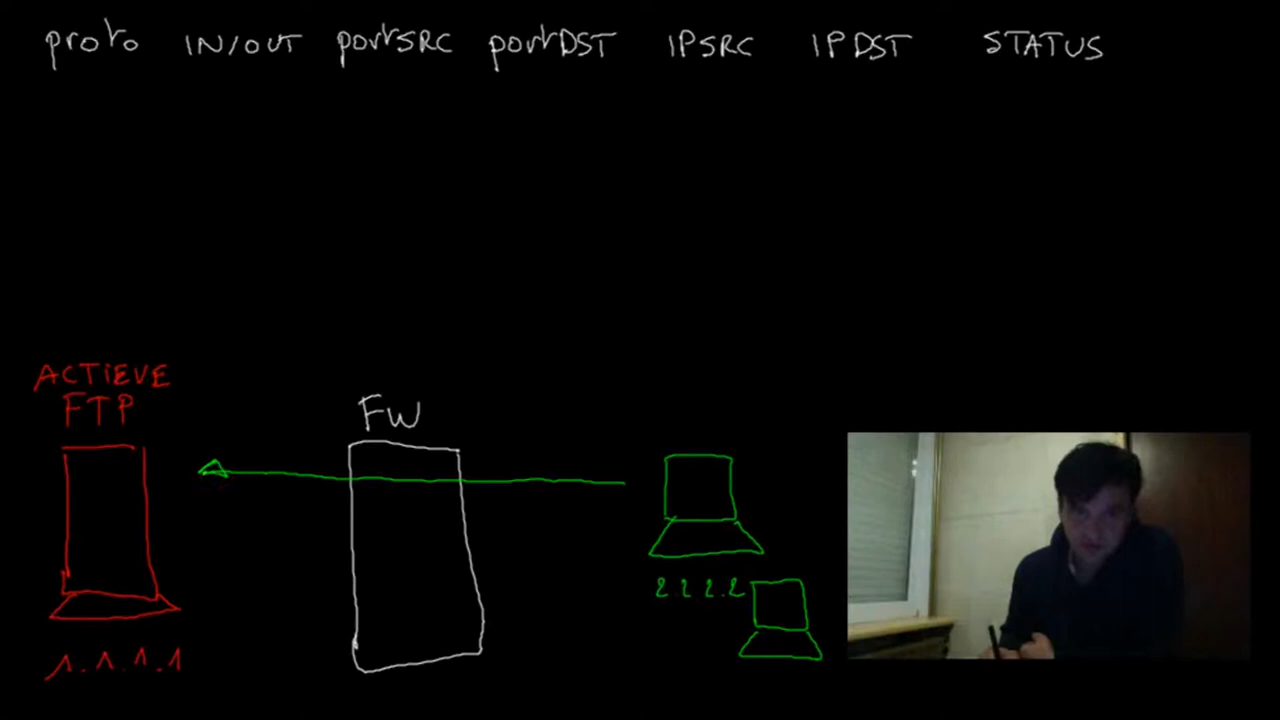 proto IN/OUT portSRC portDST IPSRC IPDST STATUS
ACTIEVE
FTP
FW
2.2.2.2
1.1.1.1